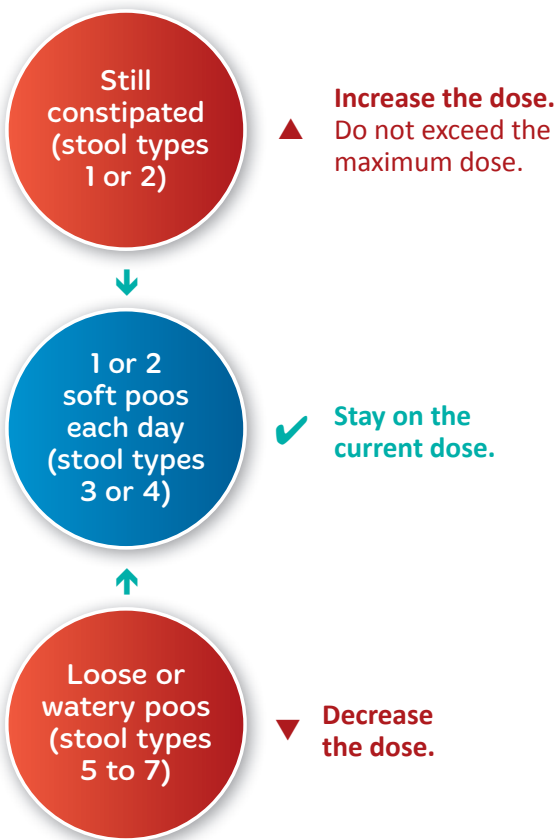 Still
constipated
(stool types
1 or 2)
Increase the dose.
Do not exceed the
maximum dose.
1 or 2
soft poos
each day
(stool types
3 or 4)
Stay on the
current dose.
Loose or
watery poos
(stool types
5 to 7)
Decrease
the dose.